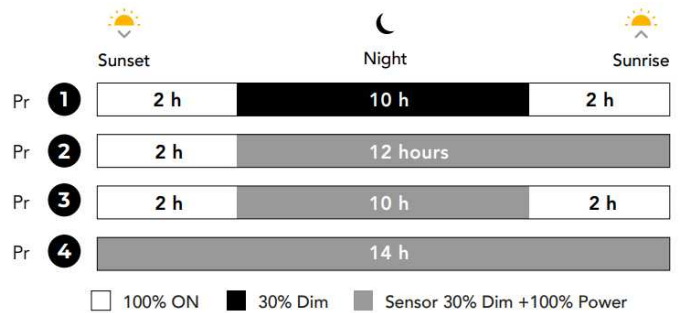 Sunset Night Sunrise
Pr 1 2 h 10 h 2 h
Pr 2 2 h 12 hours
Pr 3 2 h 10 h 2 h
Pr 4 14 h
100% ON 30% Dim Sensor 30% Dim +100% Power